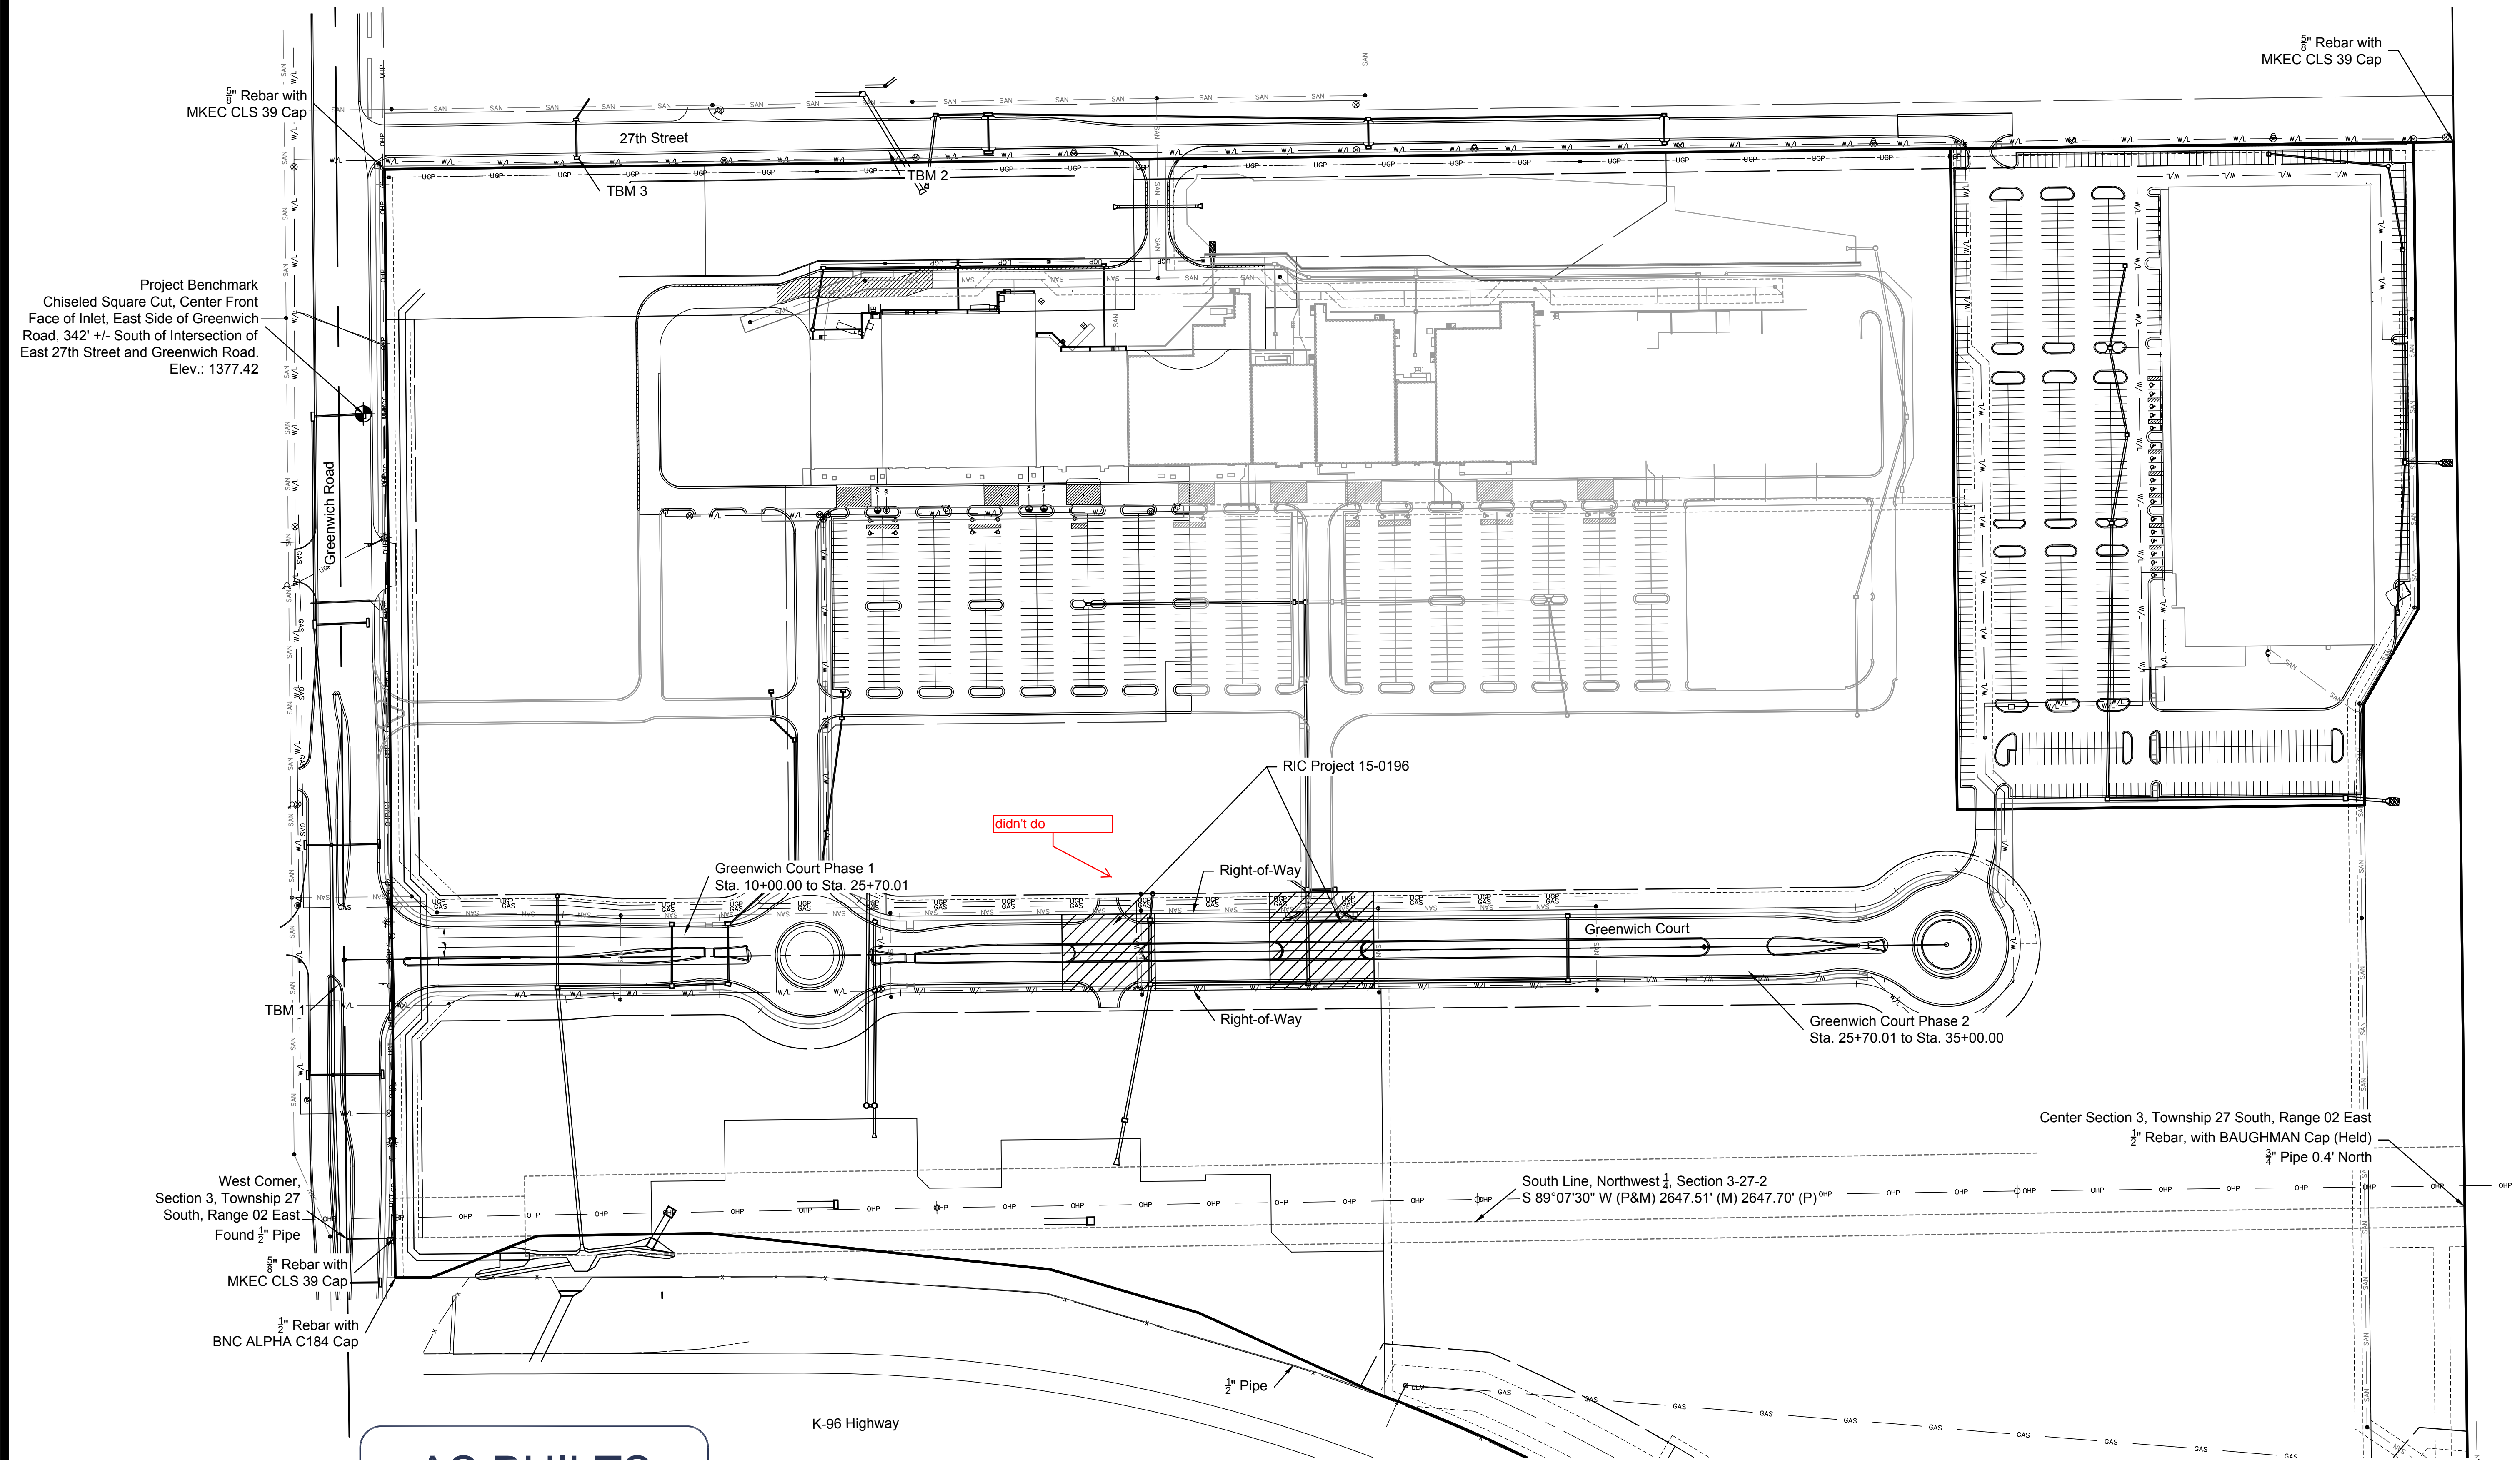 ⅝" Rebar with
MKEC CLS 39 Cap
⅝" Rebar with
MKEC CLS 39 Cap
27th Street
TBM 2
TBM 3
Project Benchmark
Chiseled Square Cut, Center Front
Face of Inlet, East Side of Greenwich
Road, 342' +/- South of Intersection of
East 27th Street and Greenwich Road.
Elev.: 1377.42
Greenwich Road
RIC Project 15-0196
didn't do
Greenwich Court Phase 1
Sta. 10+00.00 to Sta. 25+70.01
Right-of-Way
Greenwich Court
TBM 1
Right-of-Way
Greenwich Court Phase 2
Sta. 25+70.01 to Sta. 35+00.00
Center Section 3, Township 27 South, Range 02 East
½" Rebar, with BAUGHMAN Cap (Held)
¾" Pipe 0.4' North
South Line, Northwest ¼, Section 3-27-2
S 89°07'30" W (P&M) 2647.51' (M) 2647.70' (P)
West Corner,
Section 3, Township 27
South, Range 02 East
Found ½" Pipe
⅝" Rebar with
MKEC CLS 39 Cap
½" Rebar with
BNC ALPHA C184 Cap
½" Pipe
GLM
K-96 Highway
AS BUILTS
SAN
W/L
UGP
OHP
GAS